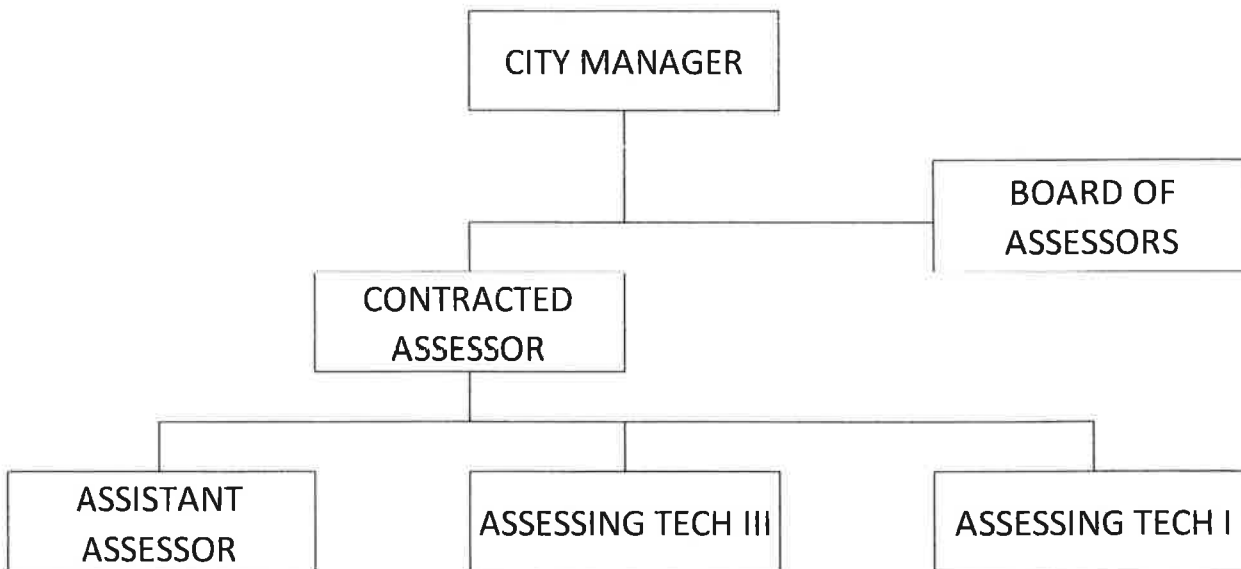 CITY MANAGER
BOARD OF
ASSESSORS
CONTRACTED
ASSESSOR
ASSISTANT
ASSESSOR
ASSESSING TECH III
ASSESSING TECH I